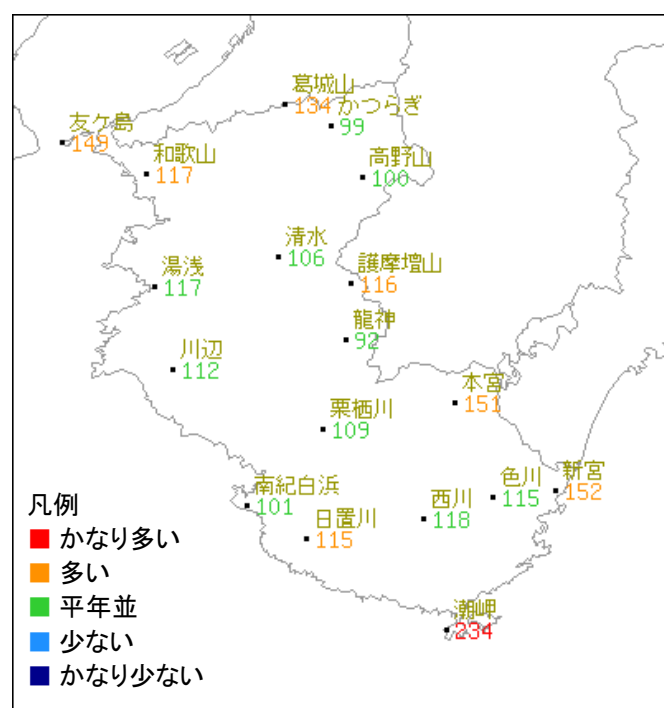 葛城山
134
かつらぎ
99
友ケ島
149
和歌山
117
高野山
100
清水
106
護摩壇山
116
湯浅
117
龍神
92
川辺
112
本宮
151
栗栖川
109
南紀白浜
101
日置川
115
西川
118
色川
115
新宮
152
潮岬
234
凡例
かなり多い
多い
平年並
少ない
かなり少ない